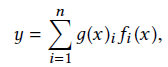 y = \sum_{i=1}^{n} g(x)_i f_i(x),